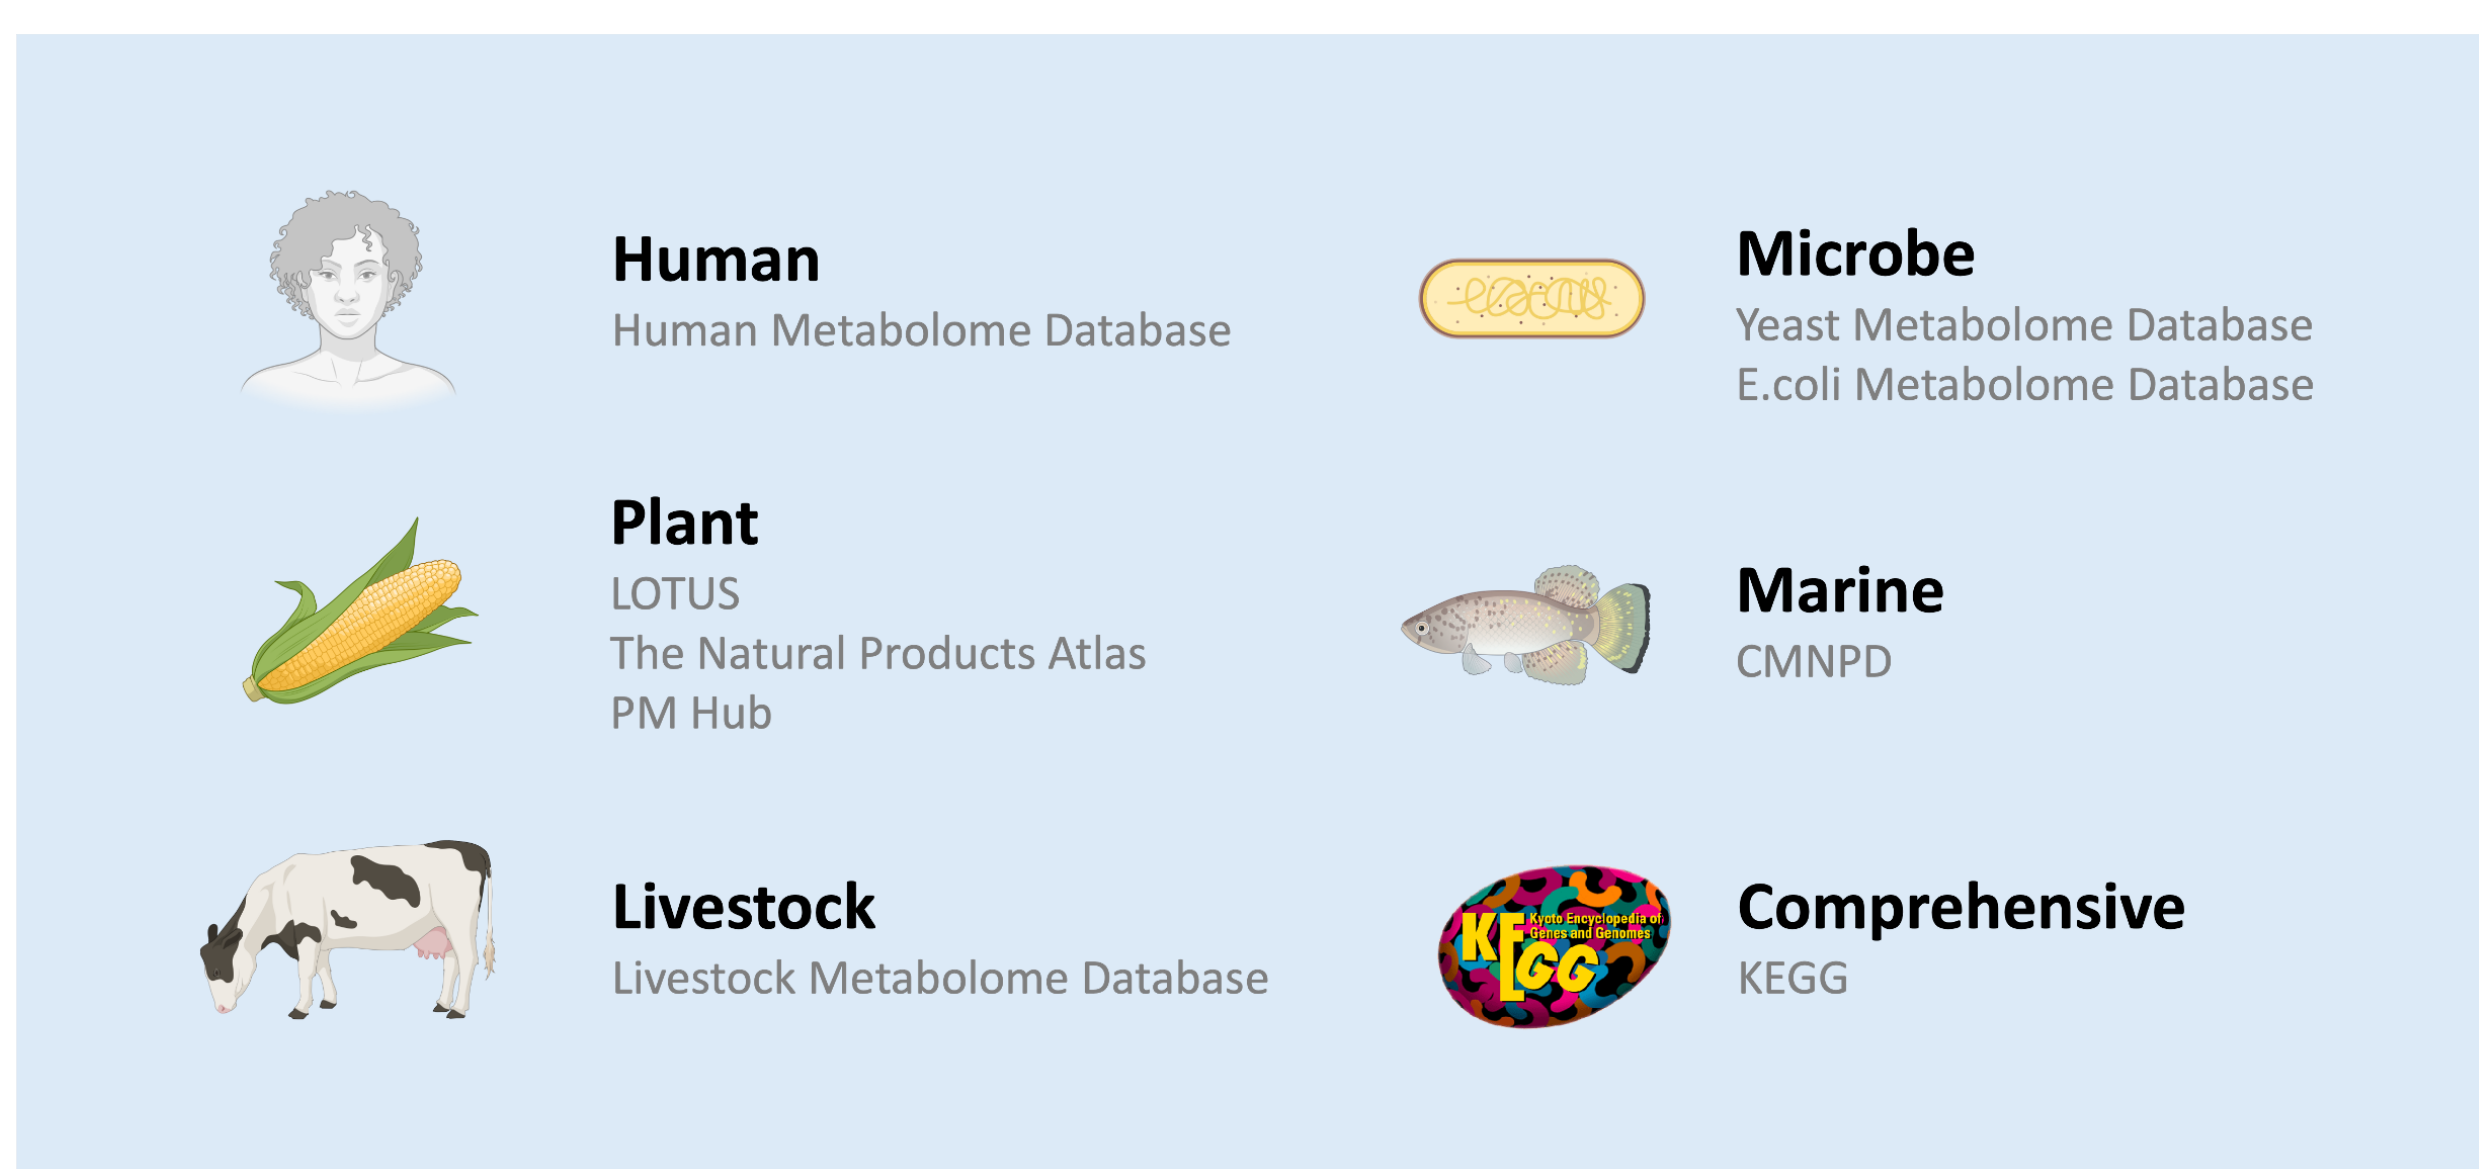 Human
Human Metabolome Database
Plant
LOTUS
The Natural Products Atlas
PM Hub
Livestock
Livestock Metabolome Database
Microbe
Yeast Metabolome Database
E.coli Metabolome Database
Marine
CMNPD
KEGG
Kyoto Encyclopedia of
Genes and Genomes
Comprehensive
KEGG